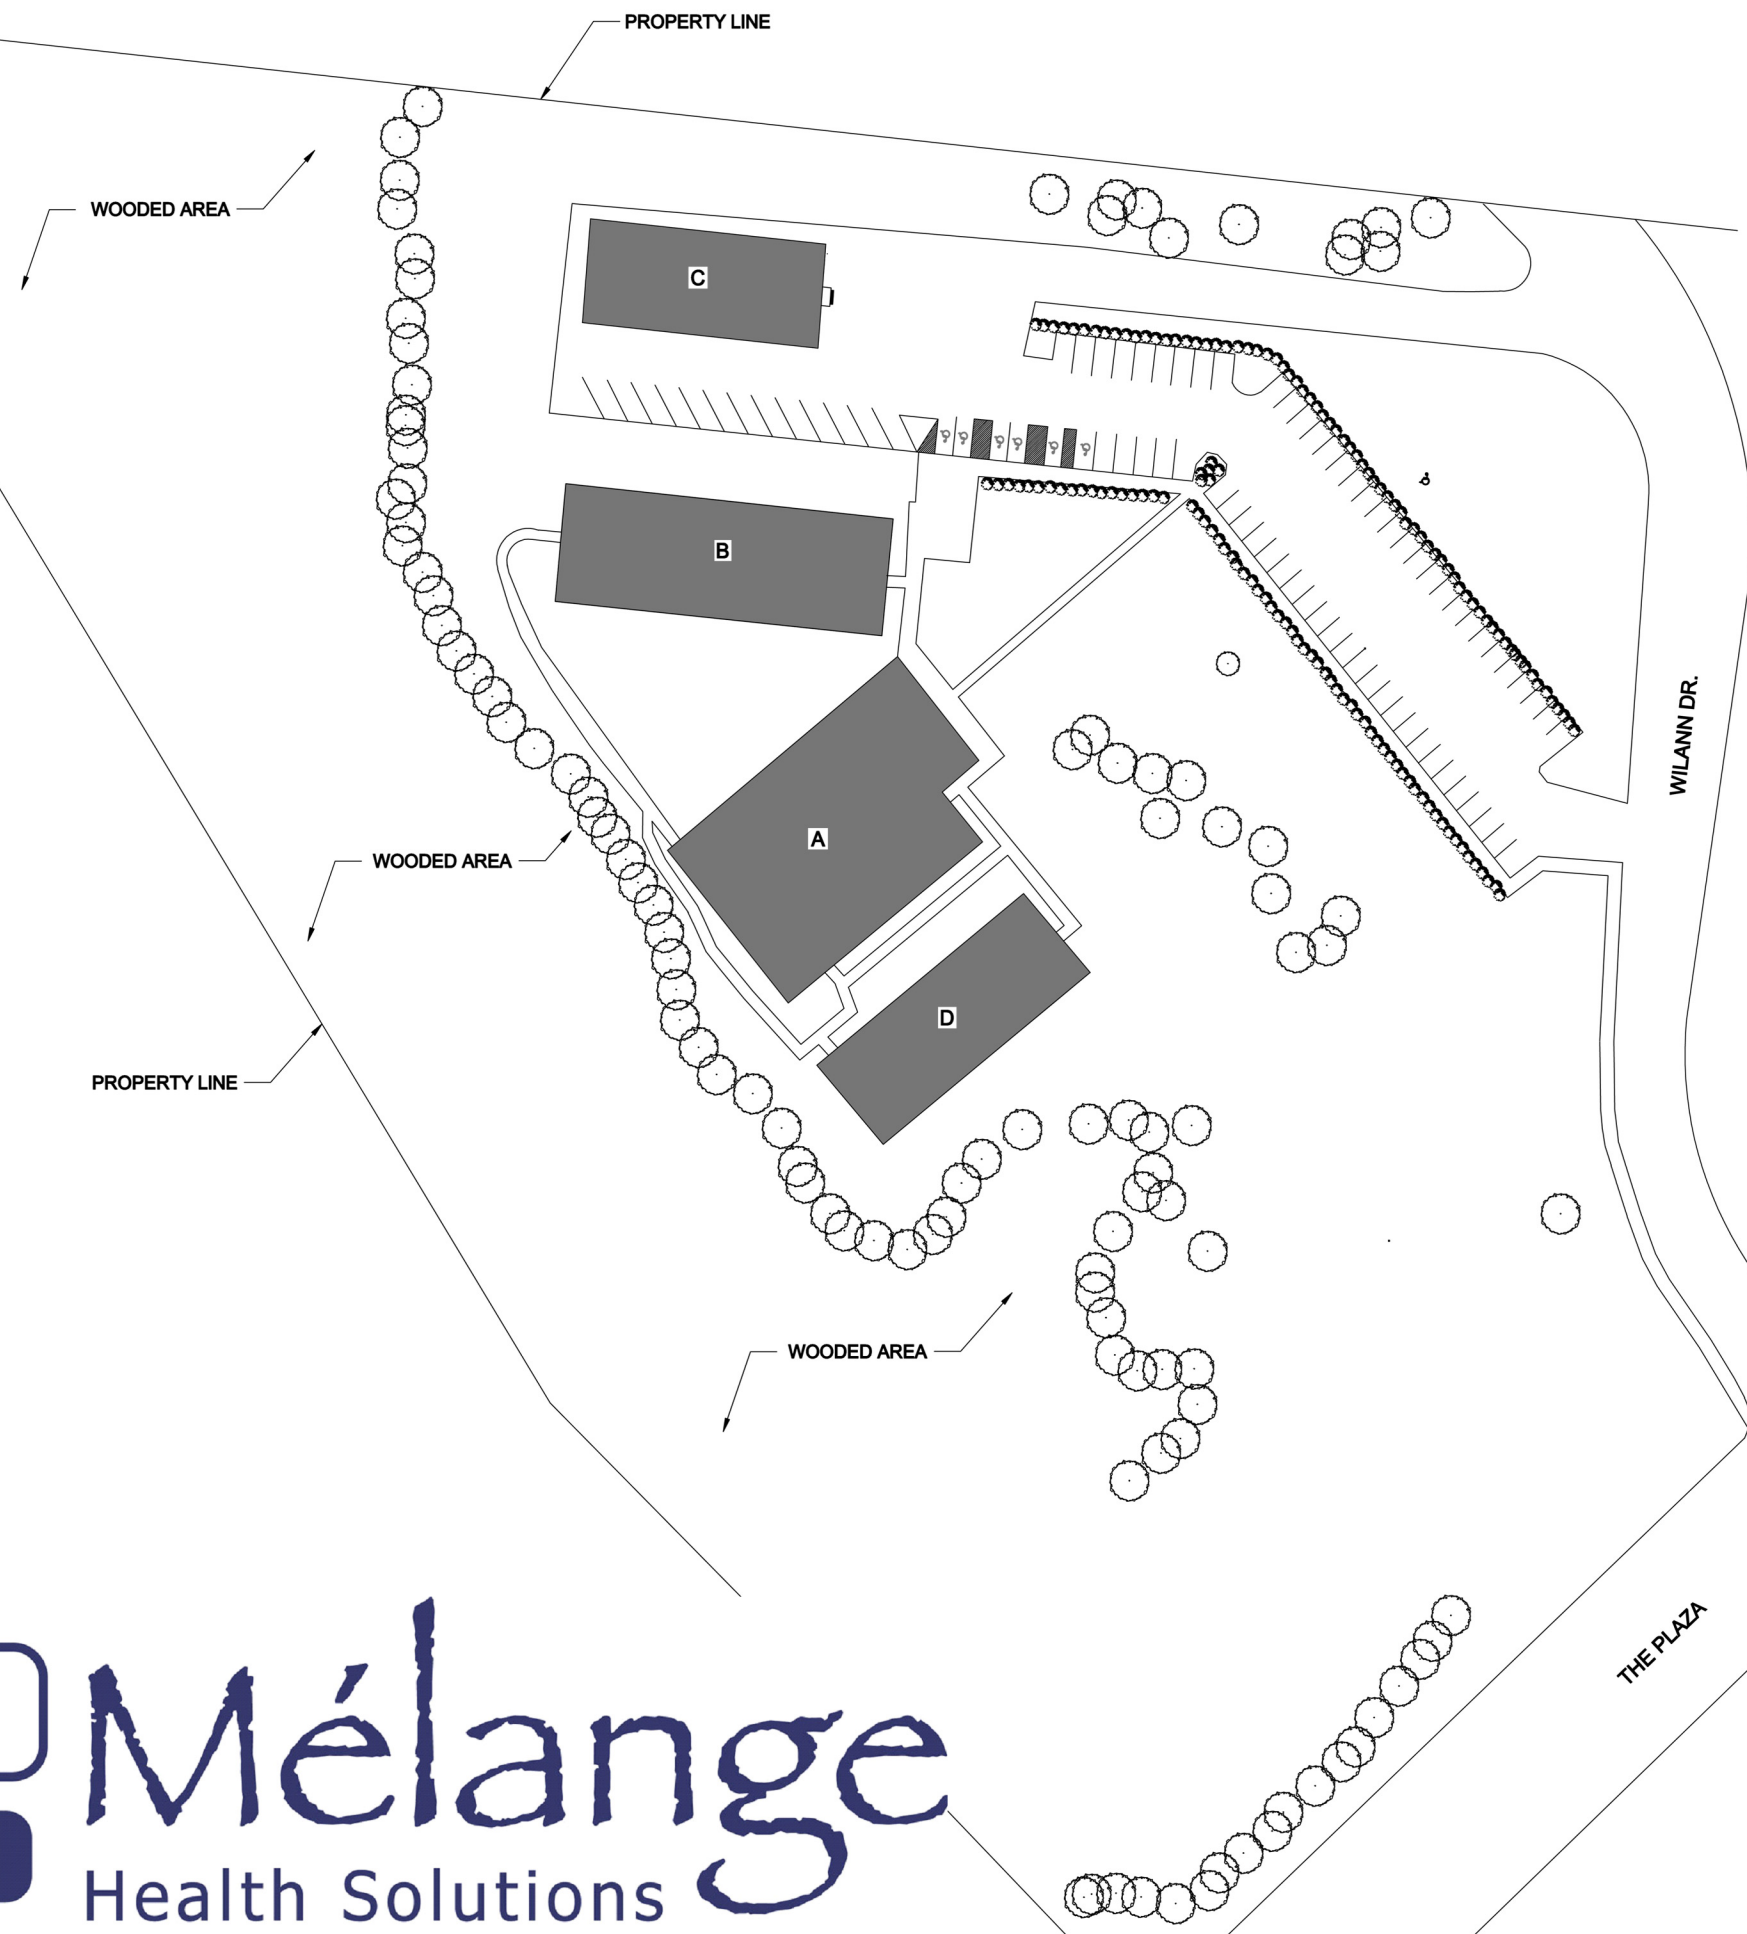 PROPERTY LINE
WOODED AREA
C
B
WILANN DR.
A
WOODED AREA
D
PROPERTY LINE
WOODED AREA
THE PLAZA
Mélange
Health Solutions